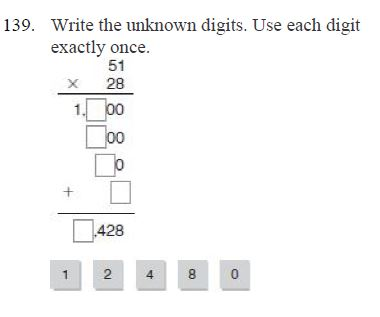 139. Write the unknown digits. Use each digit
exactly once.
51
× 28
1,□00
□00
□0
+ □
□,428
1 2 4 8 0